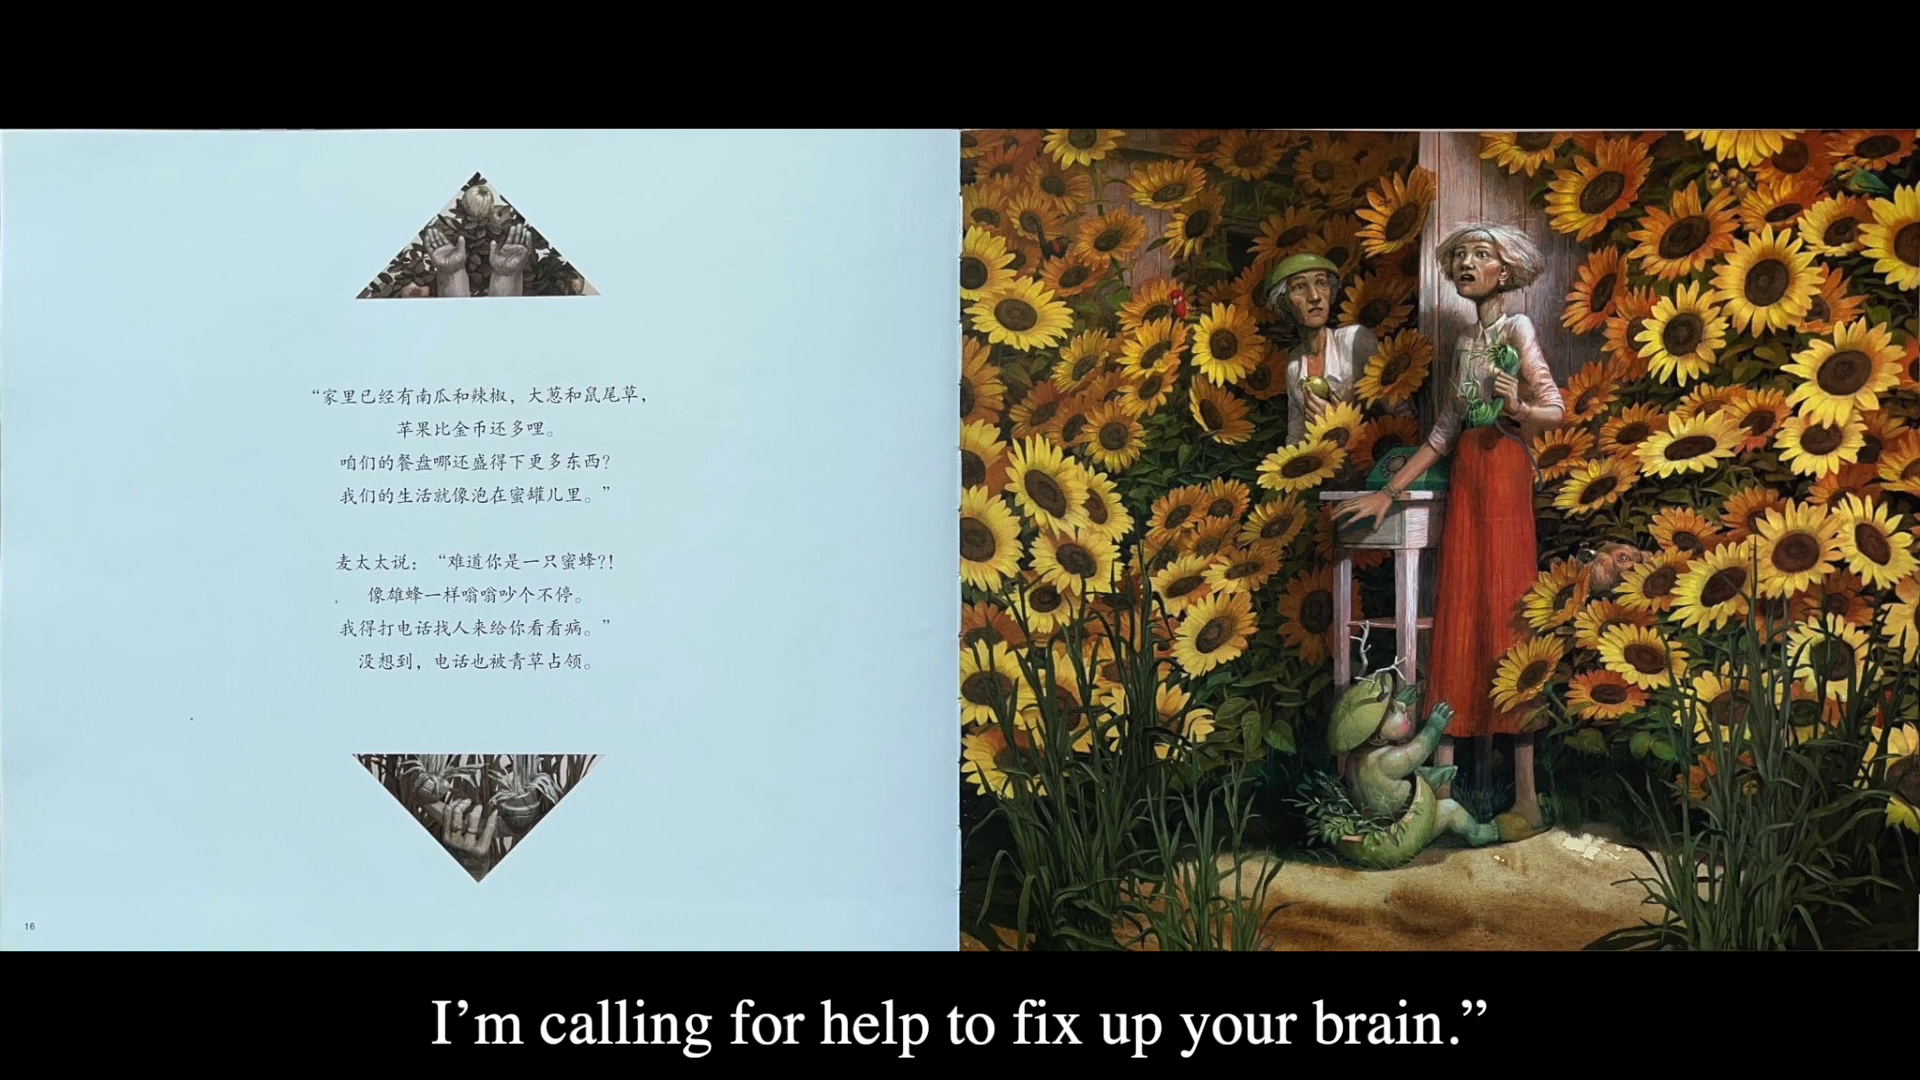 “家里已经有南瓜和辣椒，大葱和鼠尾草，
苹果比金币还多哩。
咱们的餐盘哪还盛得下更多东西？
我们的生活就像泡在蜜罐儿里。”
麦太太说：“难道你是一只蜜蜂？！
像雄蜂一样嗡嗡吵个不停。
我得打电话找人来给你看看病。”
没想到，电话也被青草占领。
16
I’m calling for help to fix up your brain.”